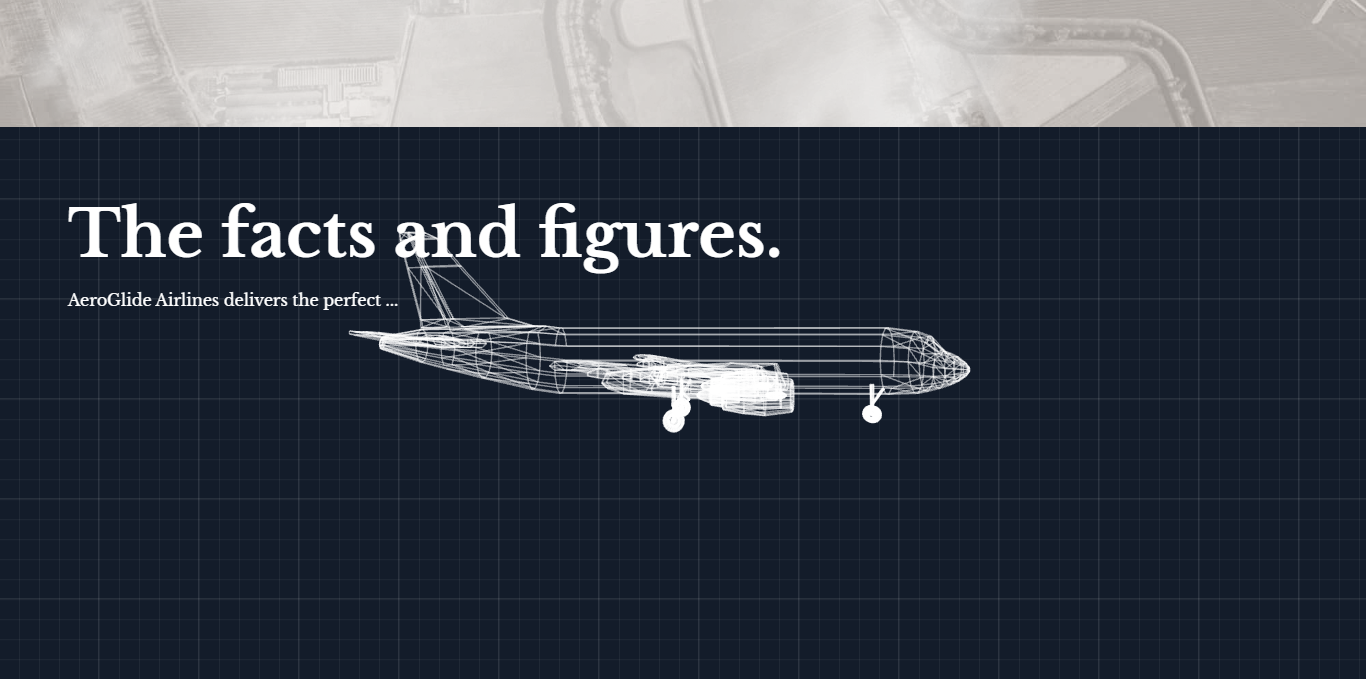 The facts and figures.
AeroGlide Airlines delivers the perfect ...